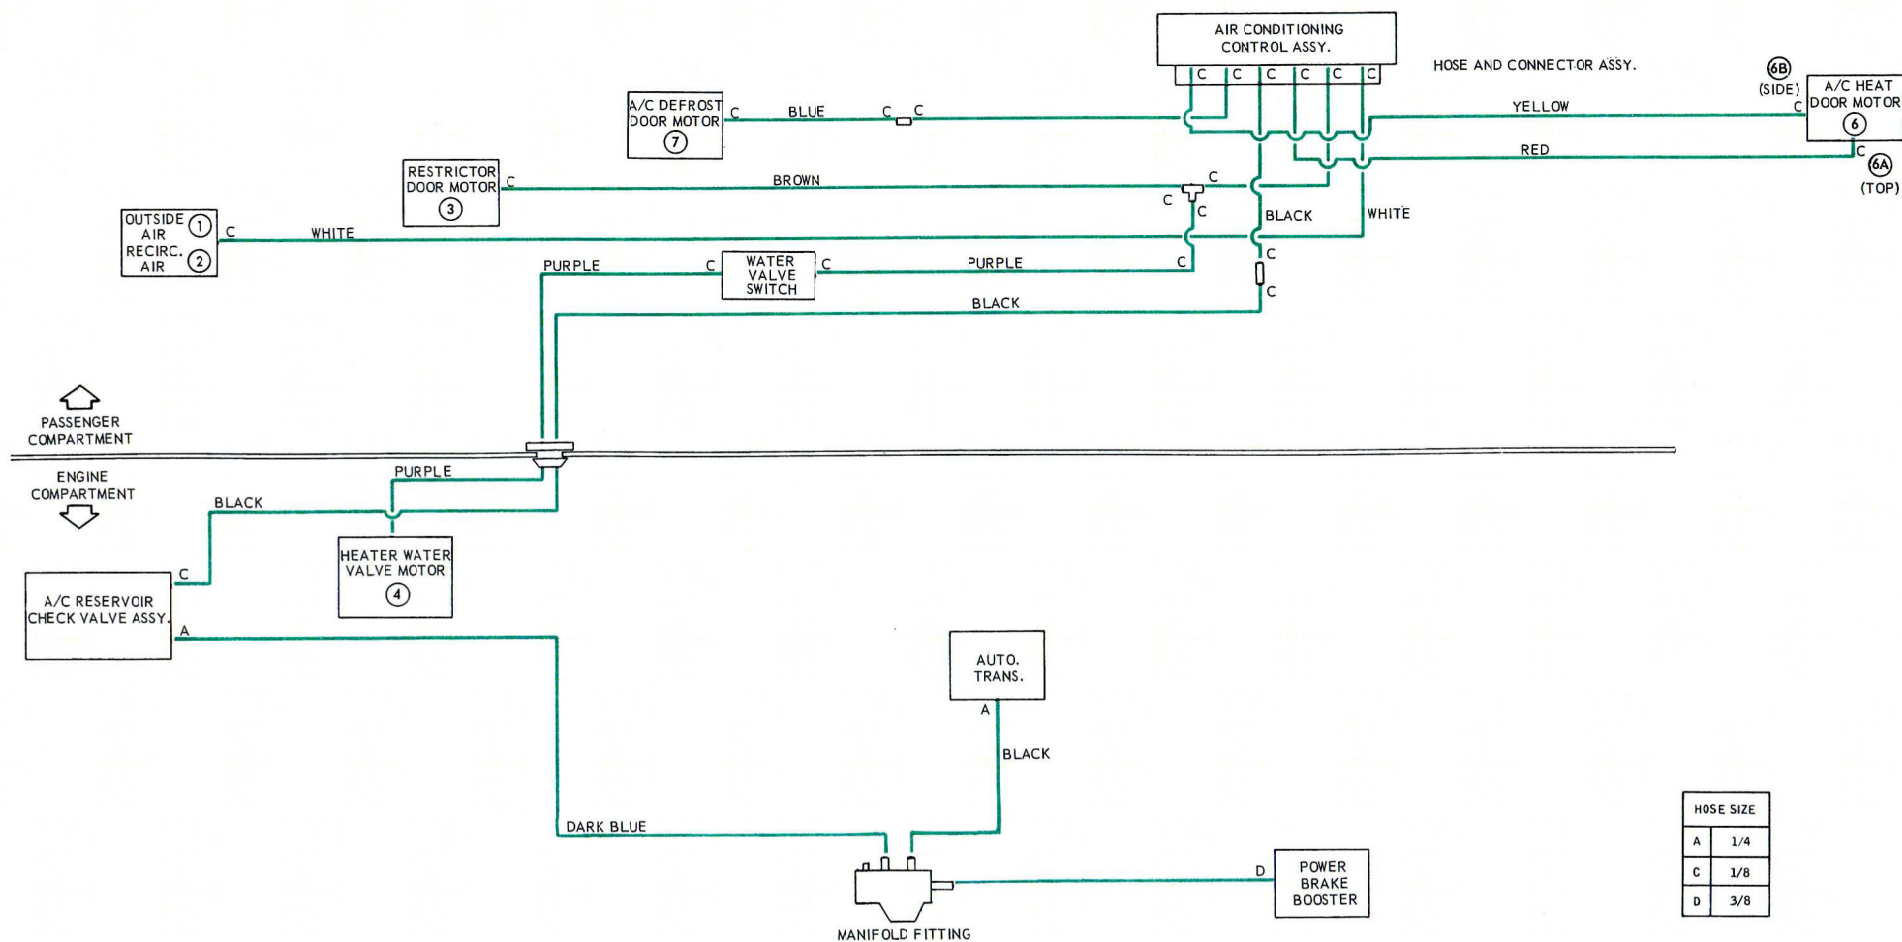 AIR CONDITIONING
CONTROL ASSY.
C C C C C C
HOSE AND CONNECTOR ASSY.
6B
(SIDE)
C
A/C HEAT
DOOR MOTOR
6
YELLOW
RED
C
6A
(TOP)
A/C DEFROST
DOOR MOTOR
7
C
BLUE
C
C
RESTRICTOR
DOOR MOTOR
3
C
BROWN
C
C
C
BLACK
WHITE
OUTSIDE 1
AIR
RECIRC.
AIR 2
C
WHITE
PURPLE
C
WATER
VALVE
SWITCH
C
PURPLE
C
C
C
BLACK
PASSENGER
COMPARTMENT
ENGINE
COMPARTMENT
PURPLE
BLACK
HEATER WATER
VALVE MOTOR
4
C
A/C RESERVOIR
CHECK VALVE ASSY.
A
AUTO.
TRANS.
A
BLACK
DARK BLUE
D
POWER
BRAKE
BOOSTER
MANIFOLD FITTING
HOSE SIZE
A 1/4
C 1/8
D 3/8